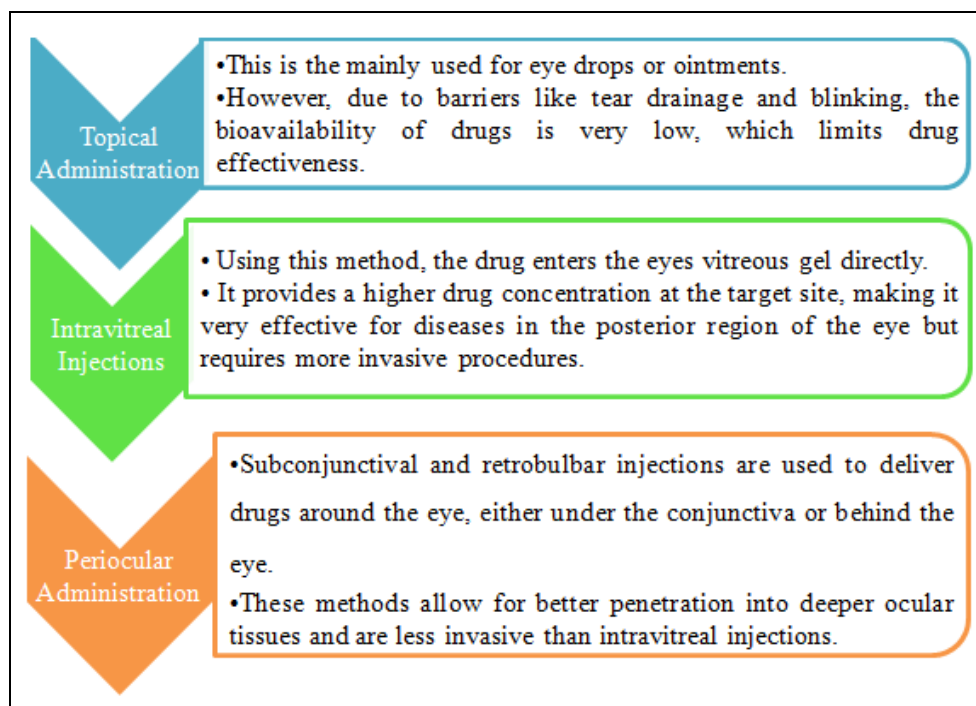 Topical
Administration
•This is the mainly used for eye drops or ointments.
•However, due to barriers like tear drainage and blinking, the
bioavailability of drugs is very low, which limits drug
effectiveness.
Intravitreal
Injections
• Using this method, the drug enters the eyes vitreous gel directly.
• It provides a higher drug concentration at the target site, making it
very effective for diseases in the posterior region of the eye but
requires more invasive procedures.
Periocular
Administration
•Subconjunctival and retrobulbar injections are used to deliver
drugs around the eye, either under the conjunctiva or behind the
eye.
•These methods allow for better penetration into deeper ocular
tissues and are less invasive than intravitreal injections.